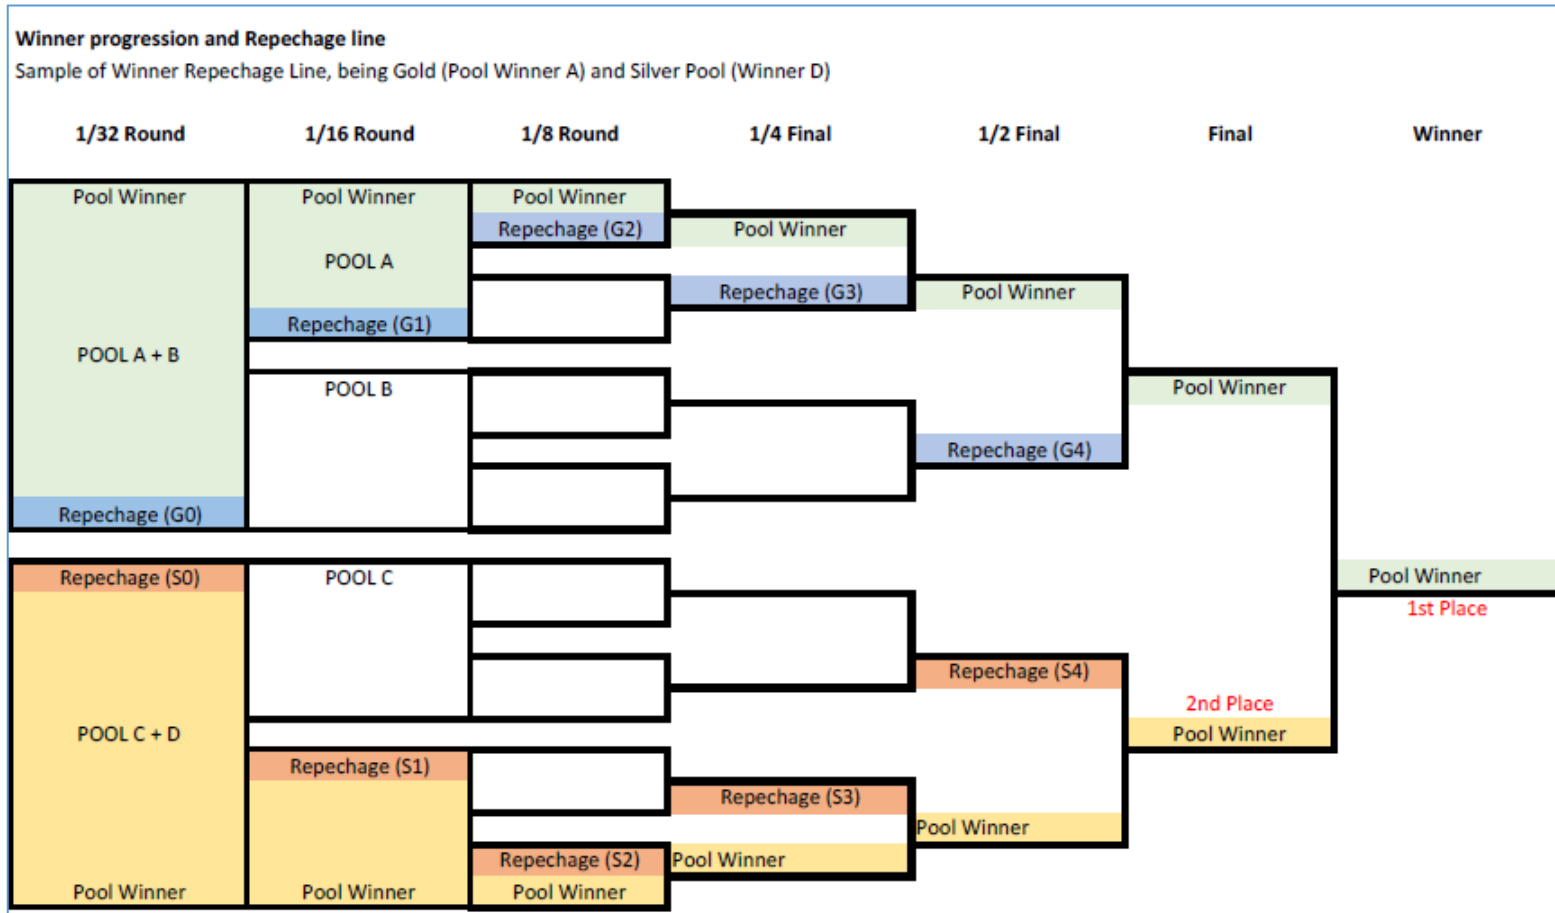 Winner progression and Repechage line
Sample of Winner Repechage Line, being Gold (Pool Winner A) and Silver Pool (Winner D)
1/32 Round 1/16 Round 1/8 Round 1/4 Final 1/2 Final Final Winner
Pool Winner Pool Winner Pool Winner
Repechage (G2) Pool Winner
POOL A
Repechage (G3) Pool Winner
Repechage (G1)
POOL A + B
POOL B Pool Winner
Repechage (G4)
Repechage (G0)
Repechage (S0) POOL C Pool Winner
1st Place
Repechage (S4)
2nd Place
POOL C + D Pool Winner
Repechage (S1)
Repechage (S3)
Pool Winner
Repechage (S2) Pool Winner
Pool Winner Pool Winner Pool Winner